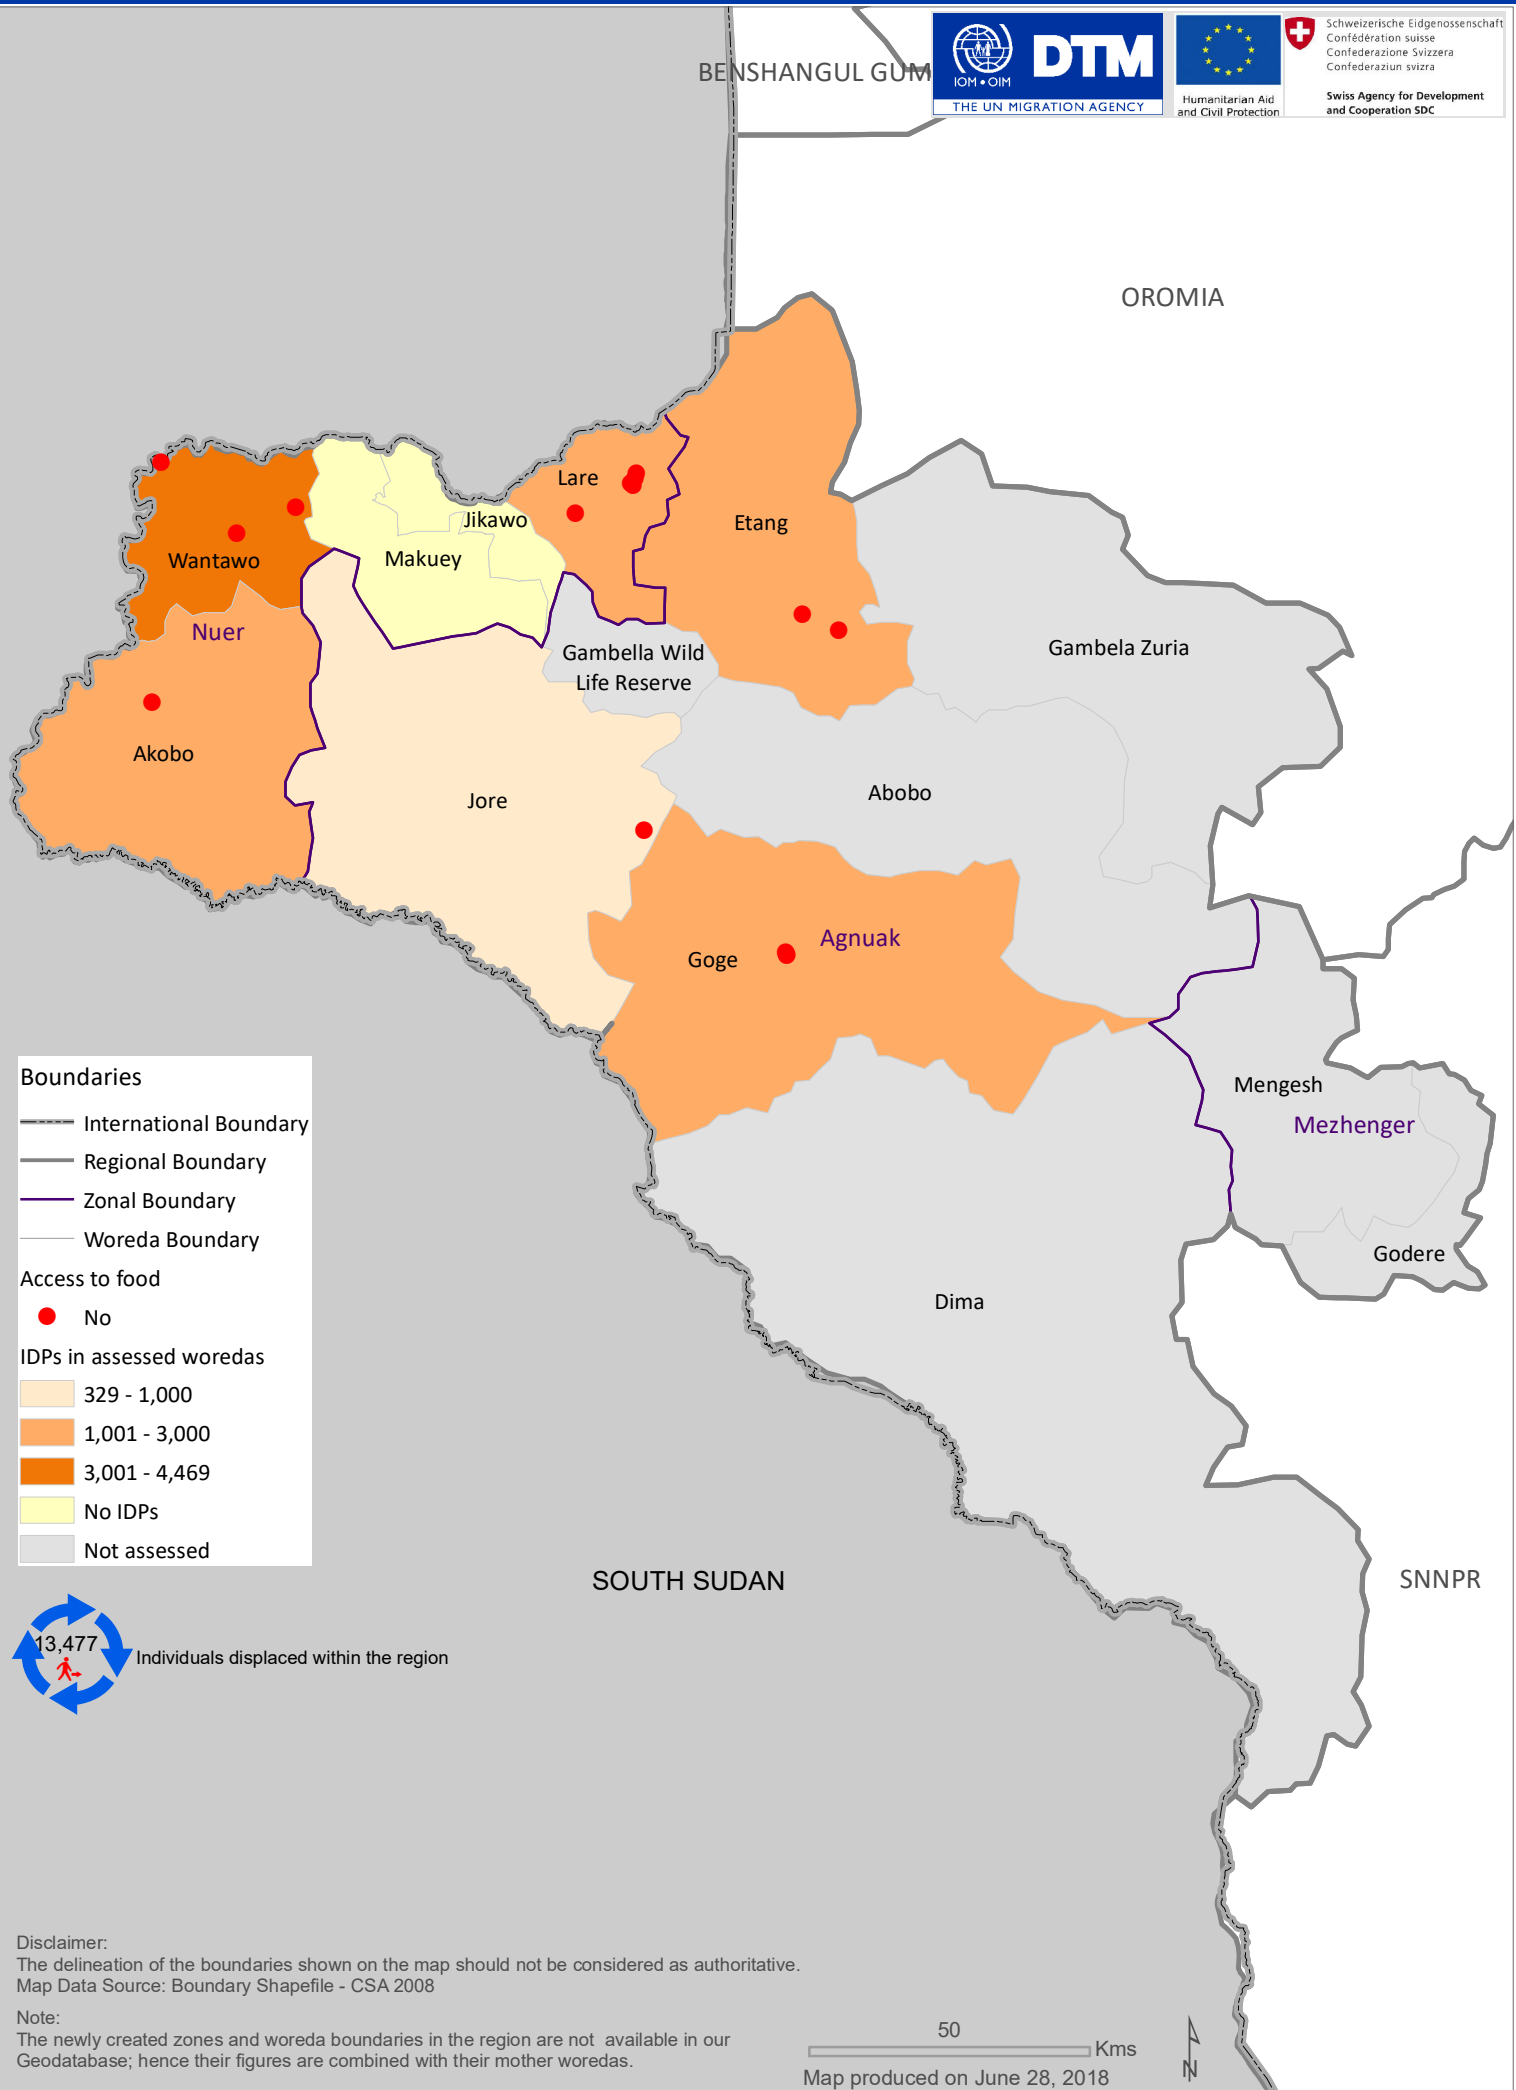 BENSHANGUL GUM
IOM • OIM
DTM
THE UN MIGRATION AGENCY
Humanitarian Aid
and Civil Protection
Schweizerische Eidgenossenschaft
Confédération suisse
Confederazione Svizzera
Confederaziun svizra
Swiss Agency for Development
and Cooperation SDC
OROMIA
Lare
Jikawo
Etang
Makuey
Wantawo
Nuer
Gambella Wild
Life Reserve
Gambela Zuria
Akobo
Jore
Abobo
Agnuak
Goge
Mengesh
Mezhenger
Godere
Dima
Boundaries
International Boundary
Regional Boundary
Zonal Boundary
Woreda Boundary
Access to food
No
IDPs in assessed woredas
329 - 1,000
1,001 - 3,000
3,001 - 4,469
No IDPs
Not assessed
SOUTH SUDAN
SNNPR
13,477
Individuals displaced within the region
Disclaimer:
The delineation of the boundaries shown on the map should not be considered as authoritative.
Map Data Source: Boundary Shapefile - CSA 2008
Note:
The newly created zones and woreda boundaries in the region are not available in our
Geodatabase; hence their figures are combined with their mother woredas.
50
Kms
N
Map produced on June 28, 2018